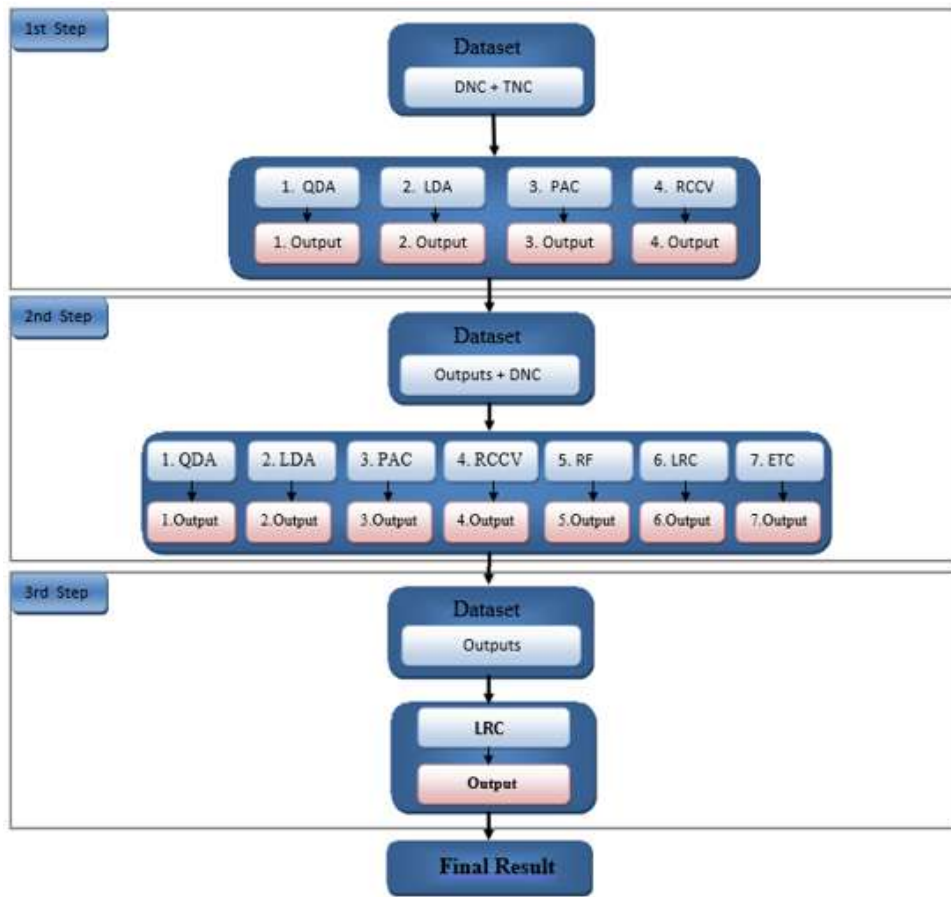 1st Step
Dataset
DNC + TNC
1. QDA
2. LDA
3. PAC
4. RCCV
1. Output
2. Output
3. Output
4. Output
2nd Step
Dataset
Outputs + DNC
1. QDA
2. LDA
3. PAC
4. RCCV
5. RF
6. LRC
7. ETC
1.Output
2.Output
3.Output
4.Output
5.Output
6.Output
7.Output
3rd Step
Dataset
Outputs
LRC
Output
Final Result